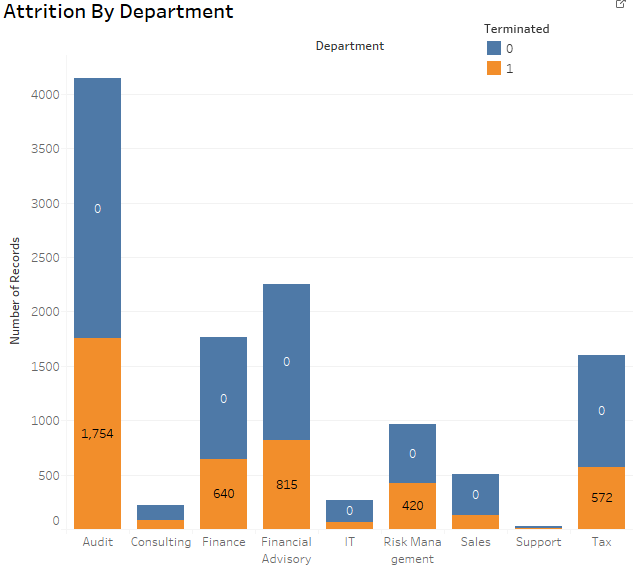 Attrition By Department
Terminated
0
1
Department
Number of Records
4000
3500
3000
2500
2000
1500
1000
500
0
0
1,754
0
640
0
815
0
0
420
0
0
572
Audit
Consulting
Finance
Financial
Advisory
IT
Risk Mana
gement
Sales
Support
Tax